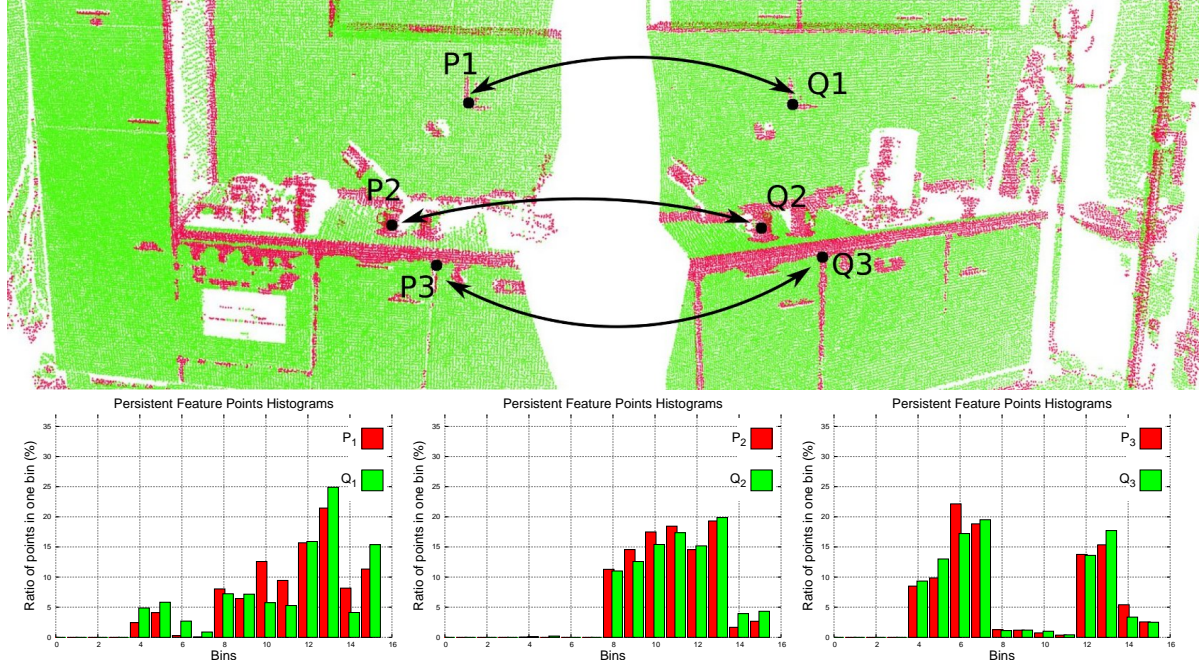 P1
Q1
P2
Q2
P3
Q3
Persistent Feature Points Histograms
Ratio of points in one bin (%)
35
30
25
20
15
10
5
0
0 2 4 6 8 10 12 14 16
Bins
P1
Q1
Persistent Feature Points Histograms
Ratio of points in one bin (%)
35
30
25
20
15
10
5
0
0 2 4 6 8 10 12 14 16
Bins
P2
Q2
Persistent Feature Points Histograms
Ratio of points in one bin (%)
35
30
25
20
15
10
5
0
0 2 4 6 8 10 12 14 16
Bins
P3
Q3